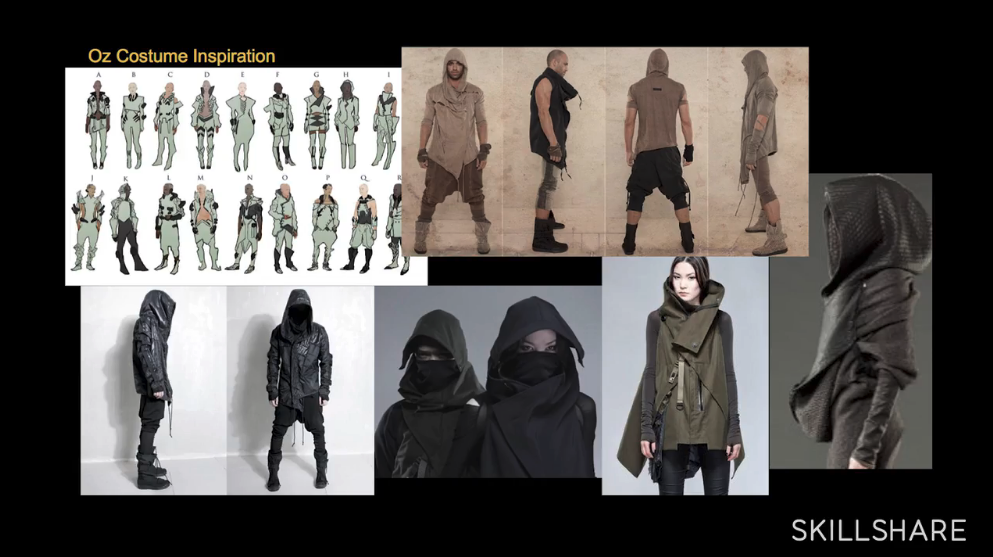 Oz Costume Inspiration
A B C D E F G H I
J K L M N O P Q R
SKILLSHARE